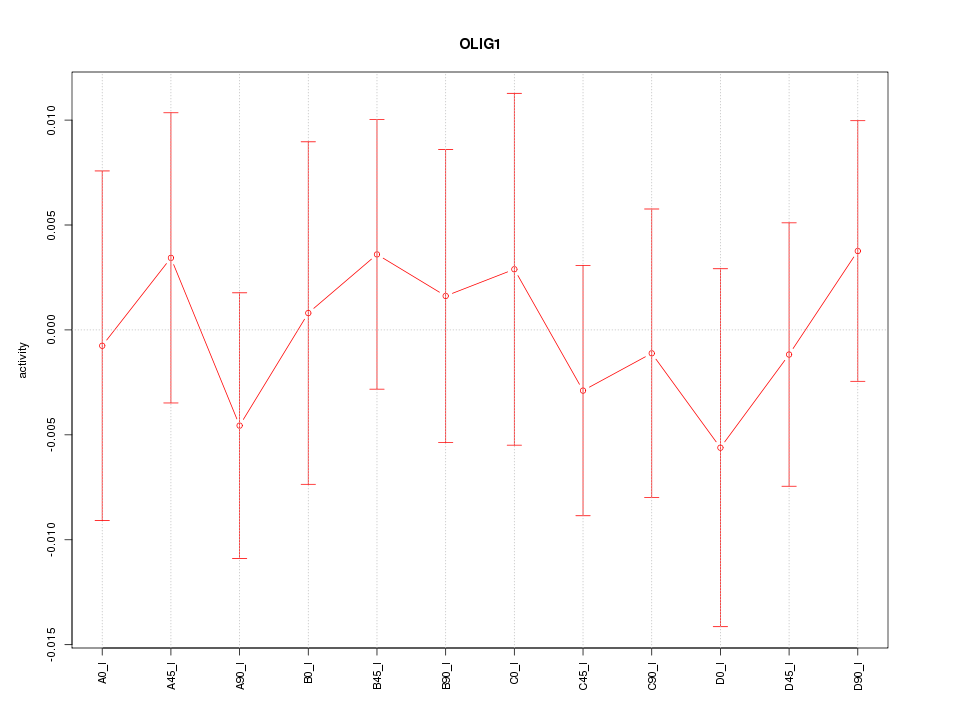 OLIG1
activity
0.010
0.005
0.000
-0.005
-0.010
-0.015
A0_I
A45_I
A90_I
B0_I
B45_I
B90_I
C0_I
C45_I
C90_I
D0_I
D45_I
D90_I